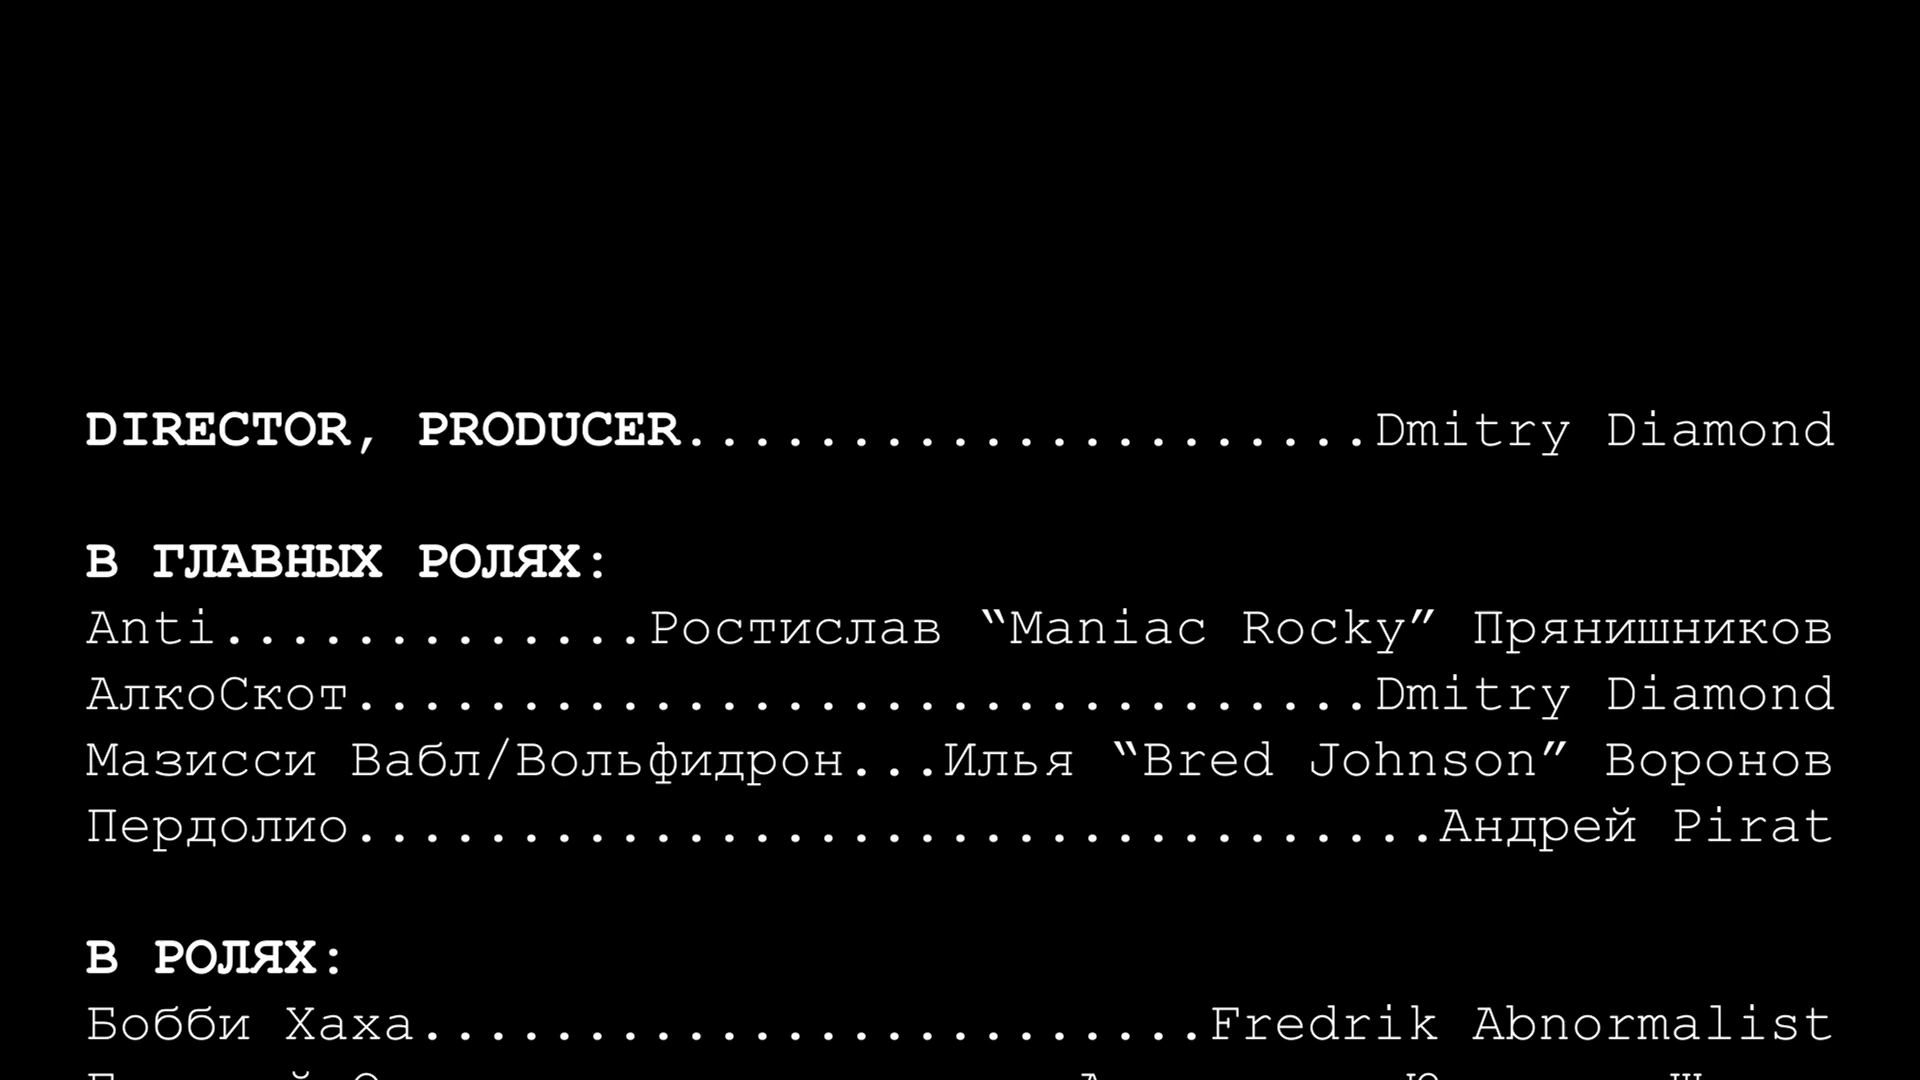 DIRECTOR, PRODUCER.....................Dmitry Diamond
В ГЛАВНЫХ РОЛЯХ:
Anti.............Ростислав “Maniac Rocky” Прянишников
АлкоСкот...............................Dmitry Diamond
Мазисси Вабл/Вольфидрон...Илья “Bred Johnson” Воронов
Пердолио.................................Андрей Pirat
В РОЛЯХ:
Бобби Хаха........................Fredrik Abnormalist